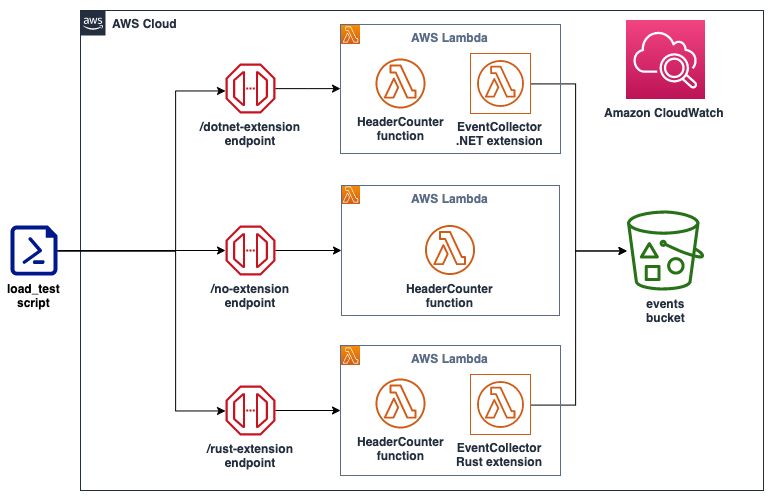 aws
AWS Cloud
AWS Lambda
HeaderCounter
function
EventCollector
.NET extension
/dotnet-extension
endpoint
Amazon CloudWatch
AWS Lambda
HeaderCounter
function
/no-extension
endpoint
load_test
script
events
bucket
AWS Lambda
HeaderCounter
function
EventCollector
Rust extension
/rust-extension
endpoint